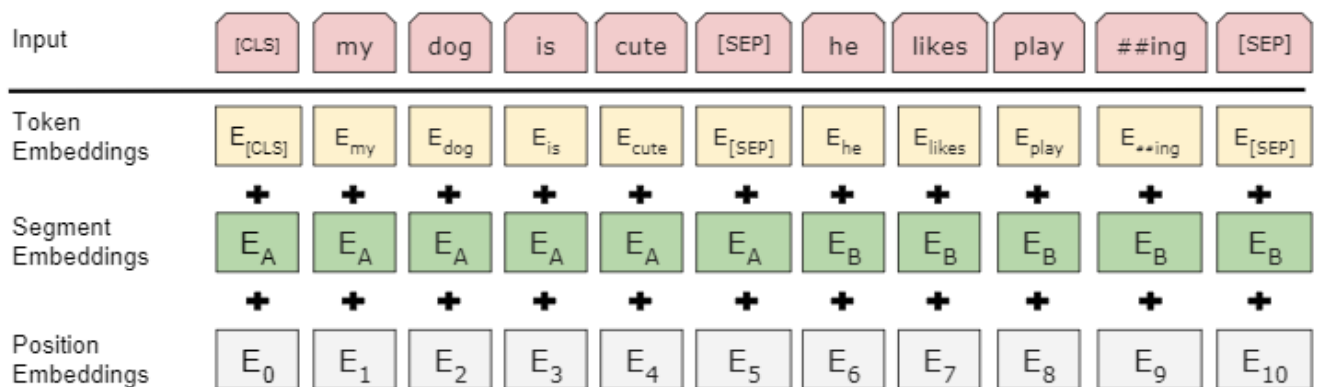 Input [CLS] my dog is cute [SEP] he likes play ##ing [SEP]
Token Embeddings E[CLS] Emy Edog Eis Ecute E[SEP] Ehe Elikes Eplay E##ing E[SEP]
+ + + + + + + + + + +
Segment Embeddings EA EA EA EA EA EA EB EB EB EB EB
+ + + + + + + + + + +
Position Embeddings E0 E1 E2 E3 E4 E5 E6 E7 E8 E9 E10